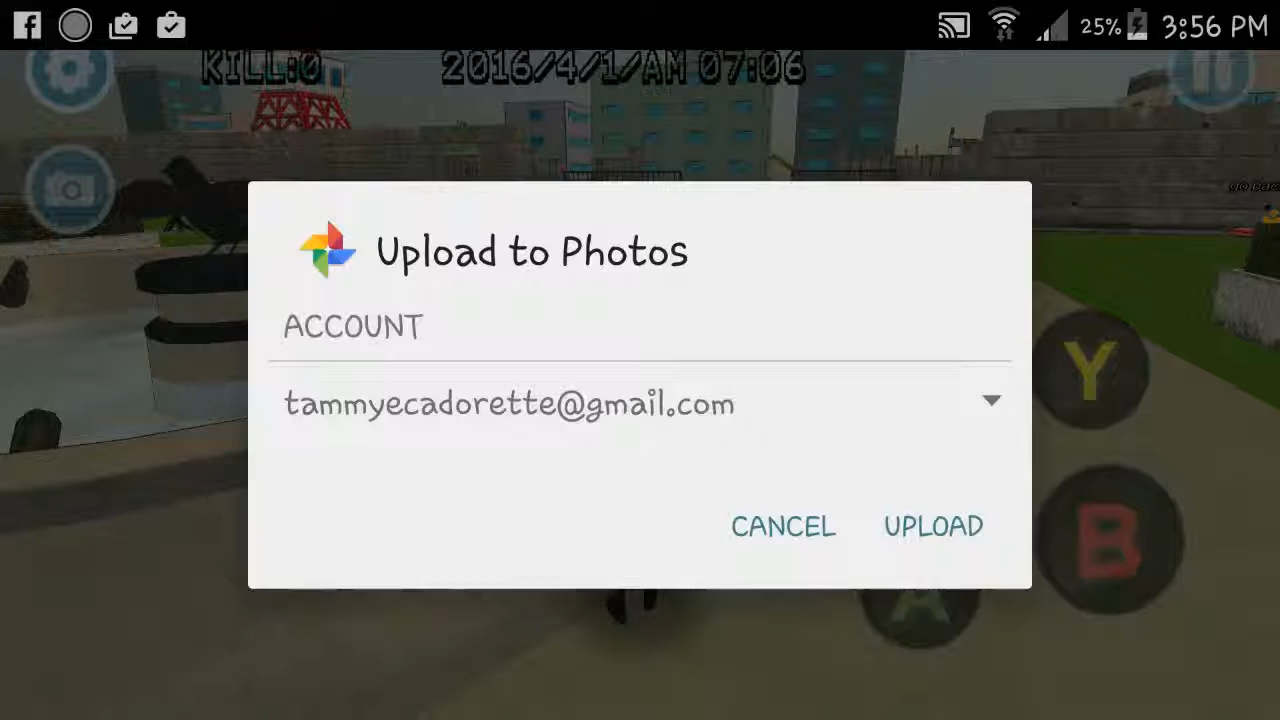 25% 3:56 PM
KILL:0 2016/4/1/AM 07:06
Upload to Photos
ACCOUNT
tammyecadorette@gmail.com
CANCEL UPLOAD
Y
B
A